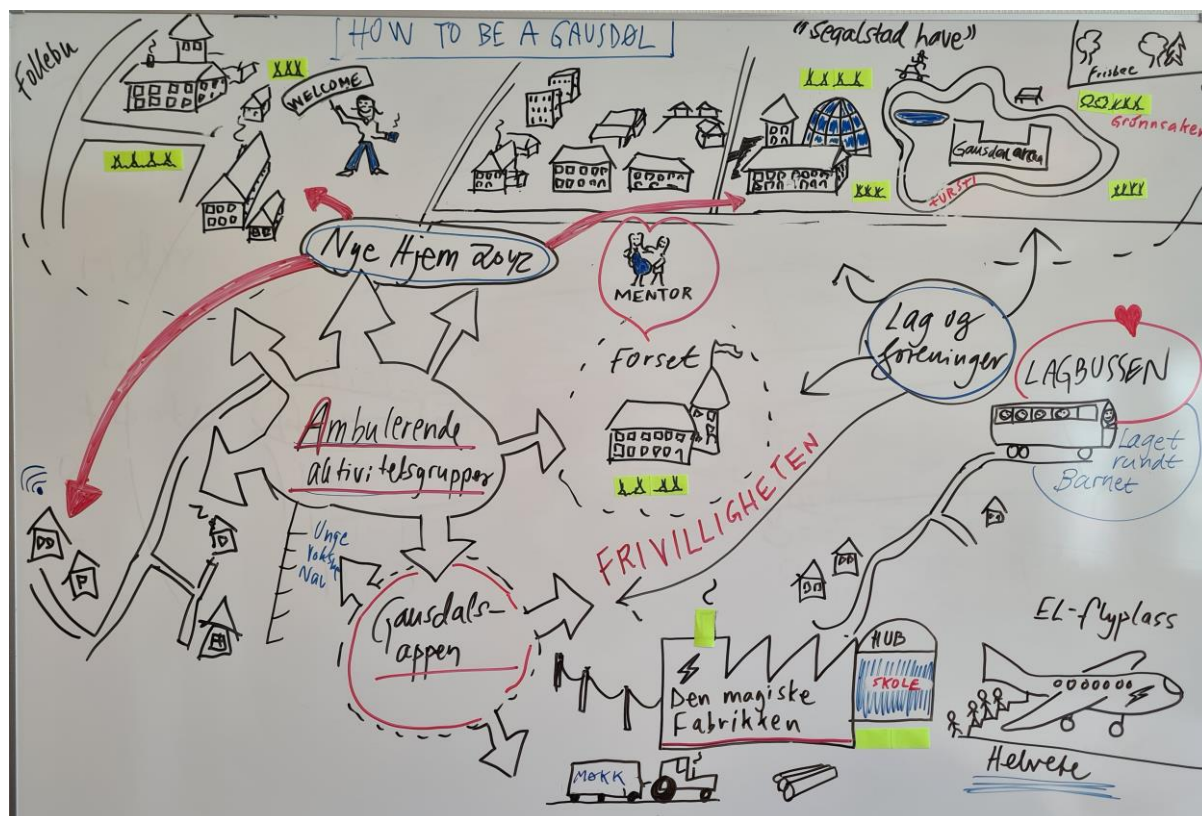 HOW TO BE A GAUSDØL
"Segalstad have"
Follebu
WELCOME
Frisbee
Grønnsaker
Gausdal arena
TURSTI
Nye Hjem 2042
MENTOR
Lag og
foreninger
Forset
LAGBUSSEN
Laget
rundt
Barnet
Ambulerende
aktivitetsgrupper
FRIVILLIGHETEN
Unge
Nav
P
Gausdals-
appen
HUB
SKOLE
Den magiske
Fabrikken
EL-flyplass
MØKK
Helvete